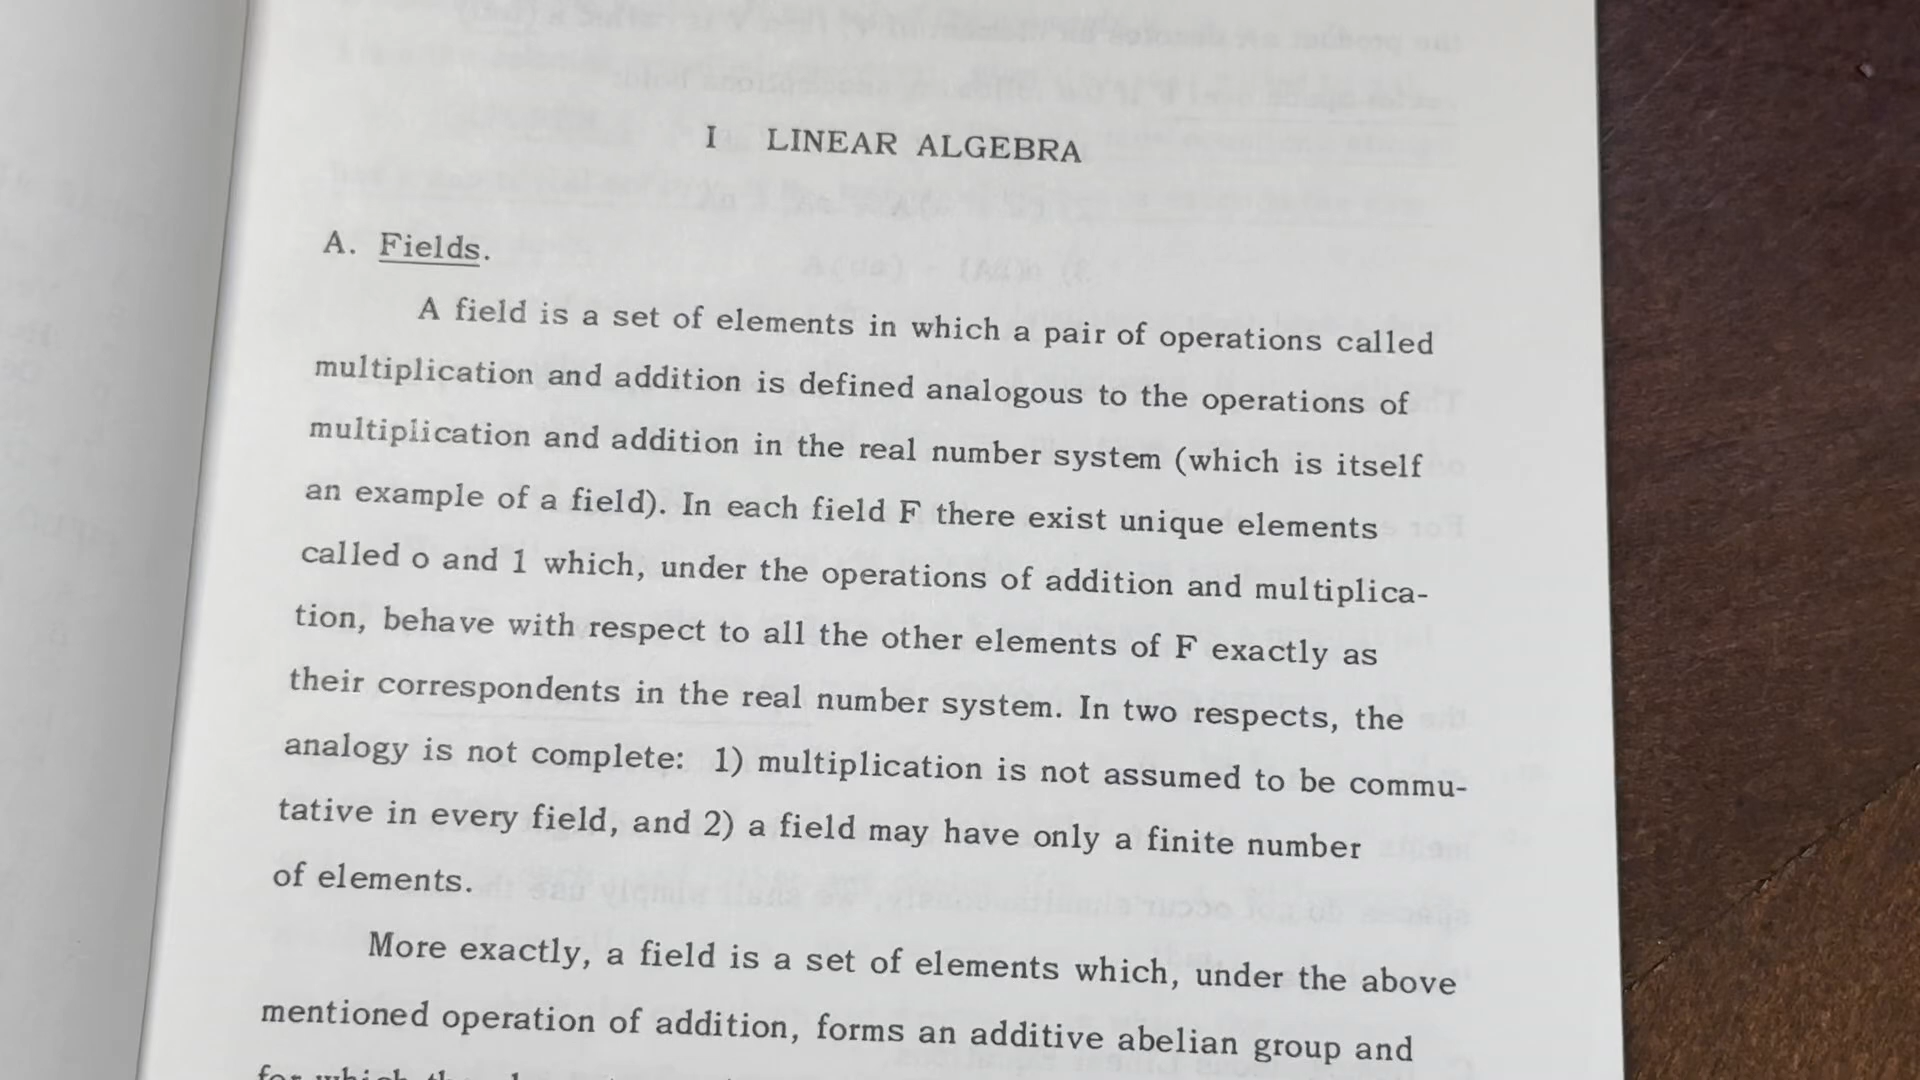 I LINEAR ALGEBRA
A. Fields.
A field is a set of elements in which a pair of operations called
multiplication and addition is defined analogous to the operations of
multiplication and addition in the real number system (which is itself
an example of a field). In each field F there exist unique elements
called o and 1 which, under the operations of addition and multiplica-
tion, behave with respect to all the other elements of F exactly as
their correspondents in the real number system. In two respects, the
analogy is not complete: 1) multiplication is not assumed to be commu-
tative in every field, and 2) a field may have only a finite number
of elements.
More exactly, a field is a set of elements which, under the above
mentioned operation of addition, forms an additive abelian group and
for which